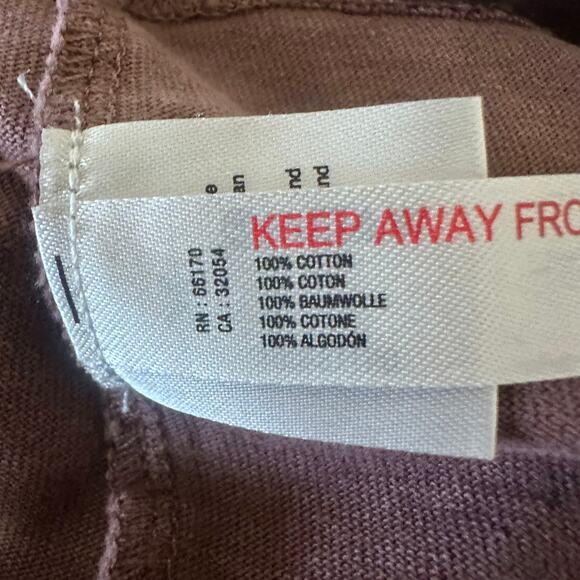 KEEP AWAY FRO
100% COTTON
100% COTON
100% BAUMWOLLE
100% COTONE
100% ALGODÓN
RN : 66170
CA : 32054